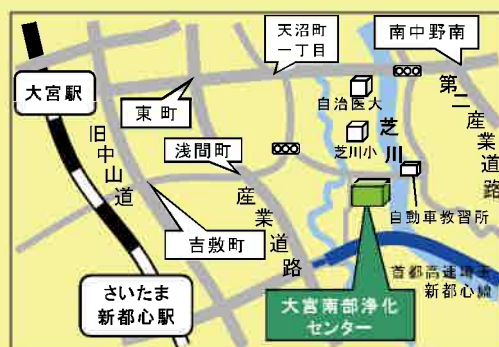 天沼町
一丁目
南中野南
大宮駅
東町
自治医大
第二産業道路
旧中山道
浅間町
芝川小
芝川
産業道路
自動車教習所
吉敷町
首都高速埼玉
新都心線
さいたま
新都心駅
大宮南部浄化
センター